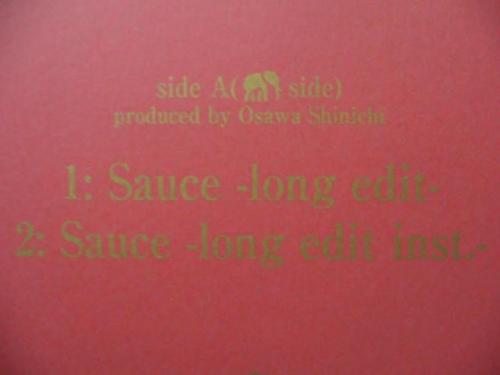 side A( side)
produced by Osawa Shinichi
1: Sauce -long edit-
2: Sauce -long edit inst.-